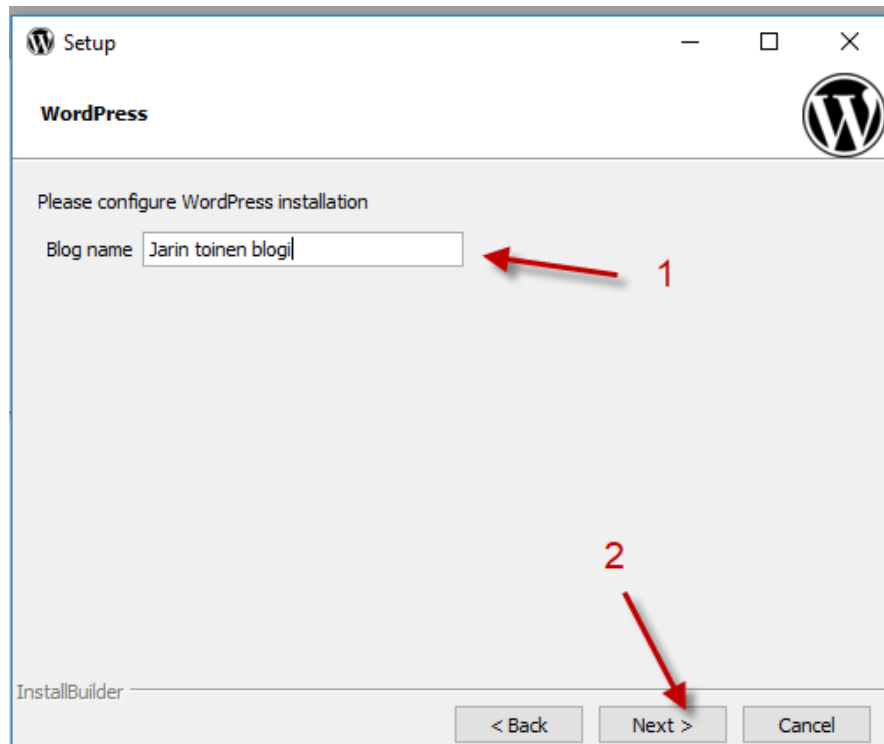 Setup
WordPress
Please configure WordPress installation
Blog name Jarin toinen blogi
1
2
InstallBuilder
< Back Next > Cancel